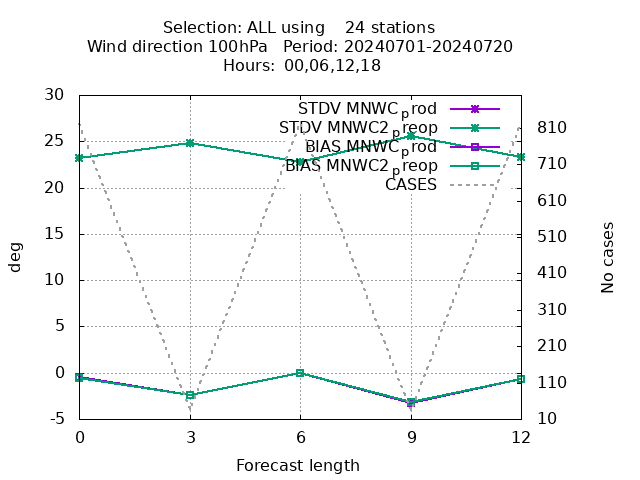 Selection: ALL using    24 stations
Wind direction 100hPa   Period: 20240701-20240720
Hours:  00,06,12,18
STDV MNWC_prod
STDV MNWC2_preop
BIAS MNWC_prod
BIAS MNWC2_preop
CASES
30
25
20
15
10
5
0
-5
deg
810
710
610
510
410
310
210
110
10
No cases
0 3 6 9 12
Forecast length